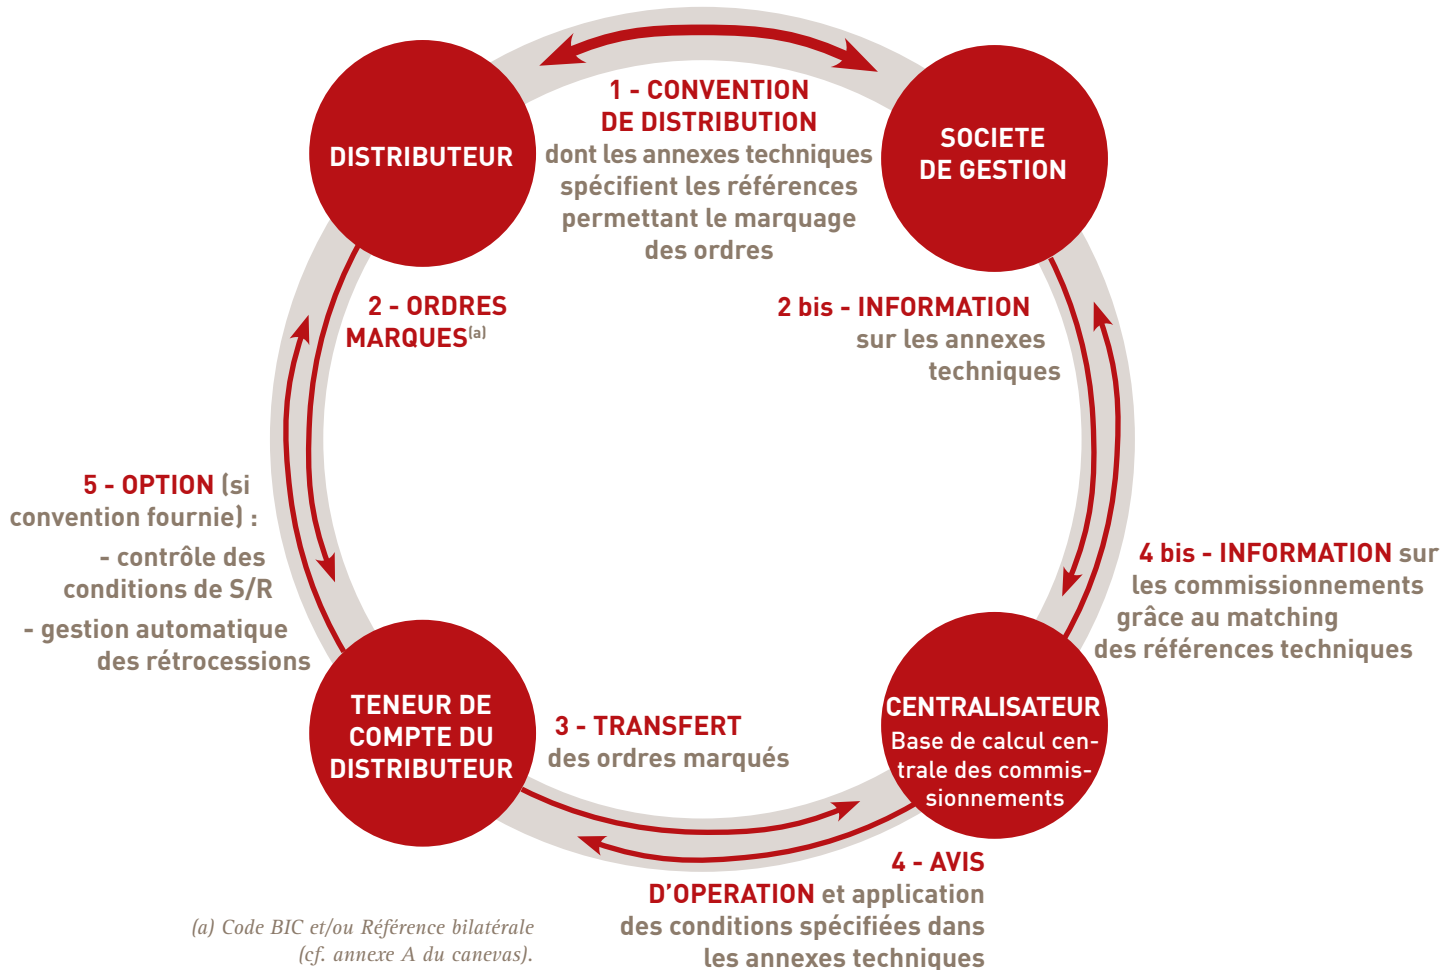 DISTRIBUTEUR
1 - CONVENTION
DE DISTRIBUTION
dont les annexes techniques
spécifient les références
permettant le marquage
des ordres
SOCIETE
DE GESTION
2 - ORDRES
MARQUES(a)
2 bis - INFORMATION
sur les annexes
techniques
5 - OPTION (si
convention fournie) :
- contrôle des
conditions de S/R
- gestion automatique
des rétrocessions
4 bis - INFORMATION sur
les commissionnements
grâce au matching
des références techniques
TENEUR DE
COMPTE DU
DISTRIBUTEUR
3 - TRANSFERT
des ordres marqués
CENTRALISATEUR
Base de calcul cen-
trale des commis-
sionnements
4 - AVIS
D'OPERATION et application
des conditions spécifiées dans
les annexes techniques
(a) Code BIC et/ou Référence bilatérale
(cf. annexe A du canevas).